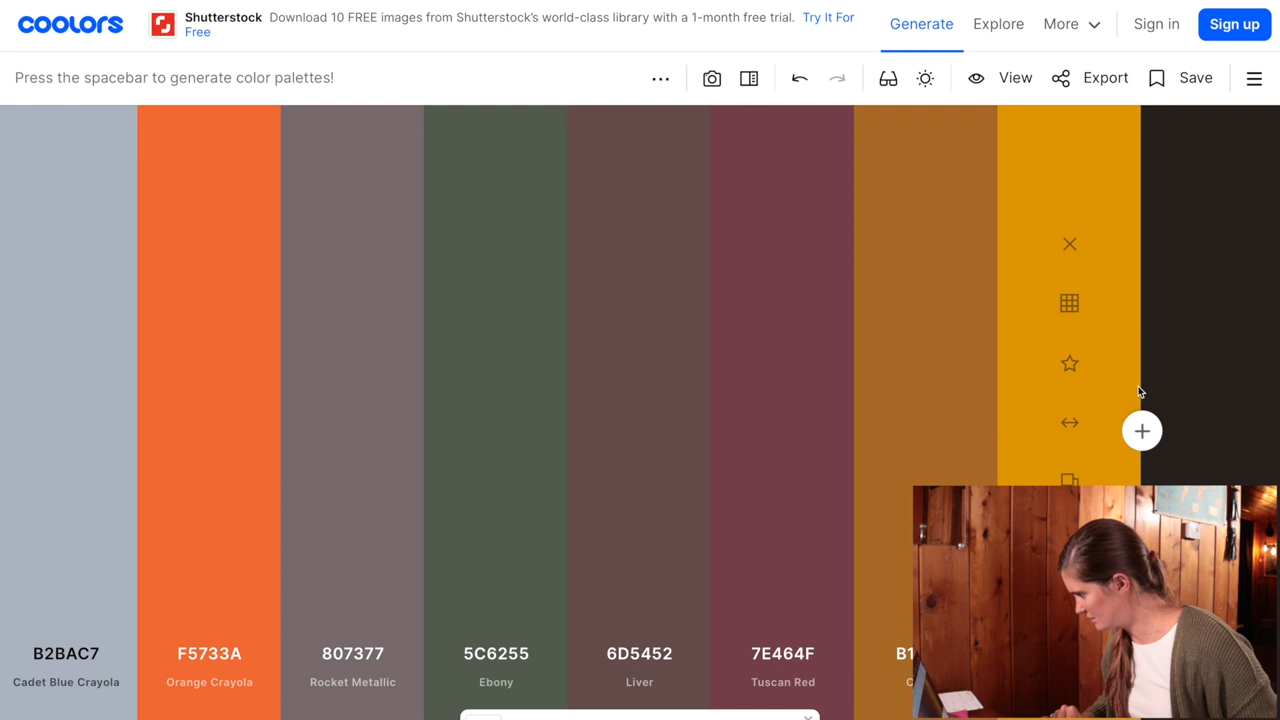 coolors
Shutterstock Download 10 FREE images from Shutterstock's world-class library with a 1-month free trial. Try It For
Free
Generate
Explore
More
Sign in
Sign up
Press the spacebar to generate color palettes!
View
Export
Save
B2BAC7
F5733A
807377
5C6255
6D5452
7E464F
B1
Cadet Blue Crayola
Orange Crayola
Rocket Metallic
Ebony
Liver
Tuscan Red